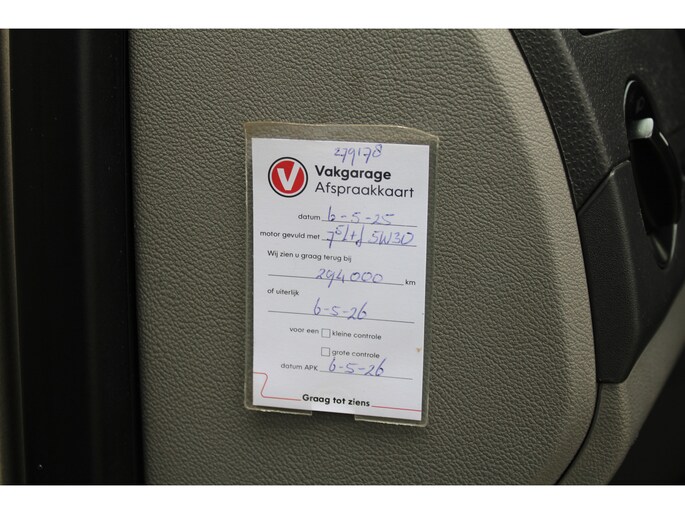 279178
V Vakgarage
Afspraakkaart
datum 6-5-25
motor gevuld met 7,5 Ltr 5W30
Wij zien u graag terug bij
294000 km
of uiterlijk
6-5-26
voor een kleine controle
grote controle
datum APK 6-5-26
Graag tot ziens